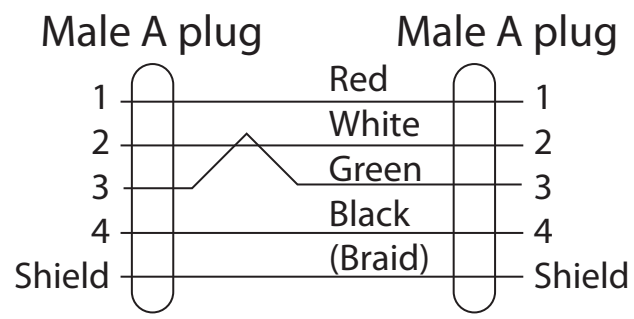 Male A plug Male A plug
1 Red 1
2 White 2
3 Green 3
4 Black 4
Shield (Braid) Shield